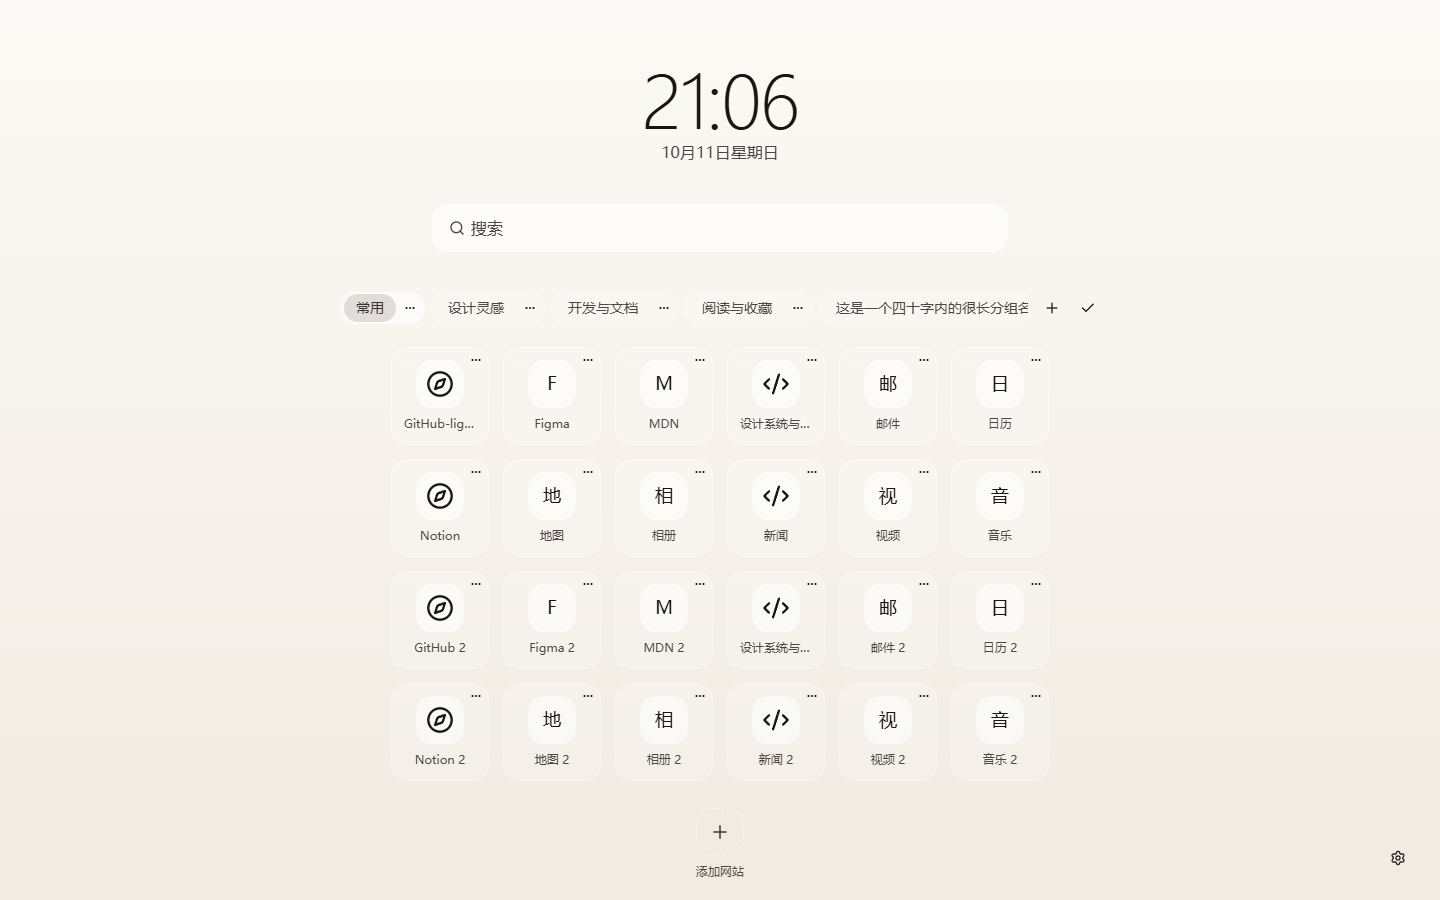 21:06
10月11日星期日
搜索
常用 ··· 设计灵感 ··· 开发与文档 ··· 阅读与收藏 ··· 这是一个四十字内的很长分组名
··· ··· ··· ··· ··· ···
F M 邮 日
GitHub-lig... Figma MDN 设计系统与... 邮件 日历
··· ··· ··· ··· ··· ···
地 相 视 音
Notion 地图 相册 新闻 视频 音乐
··· ··· ··· ··· ··· ···
F M 邮 日
GitHub 2 Figma 2 MDN 2 设计系统与... 邮件 2 日历 2
··· ··· ··· ··· ··· ···
地 相 视 音
Notion 2 地图 2 相册 2 新闻 2 视频 2 音乐 2
添加网站